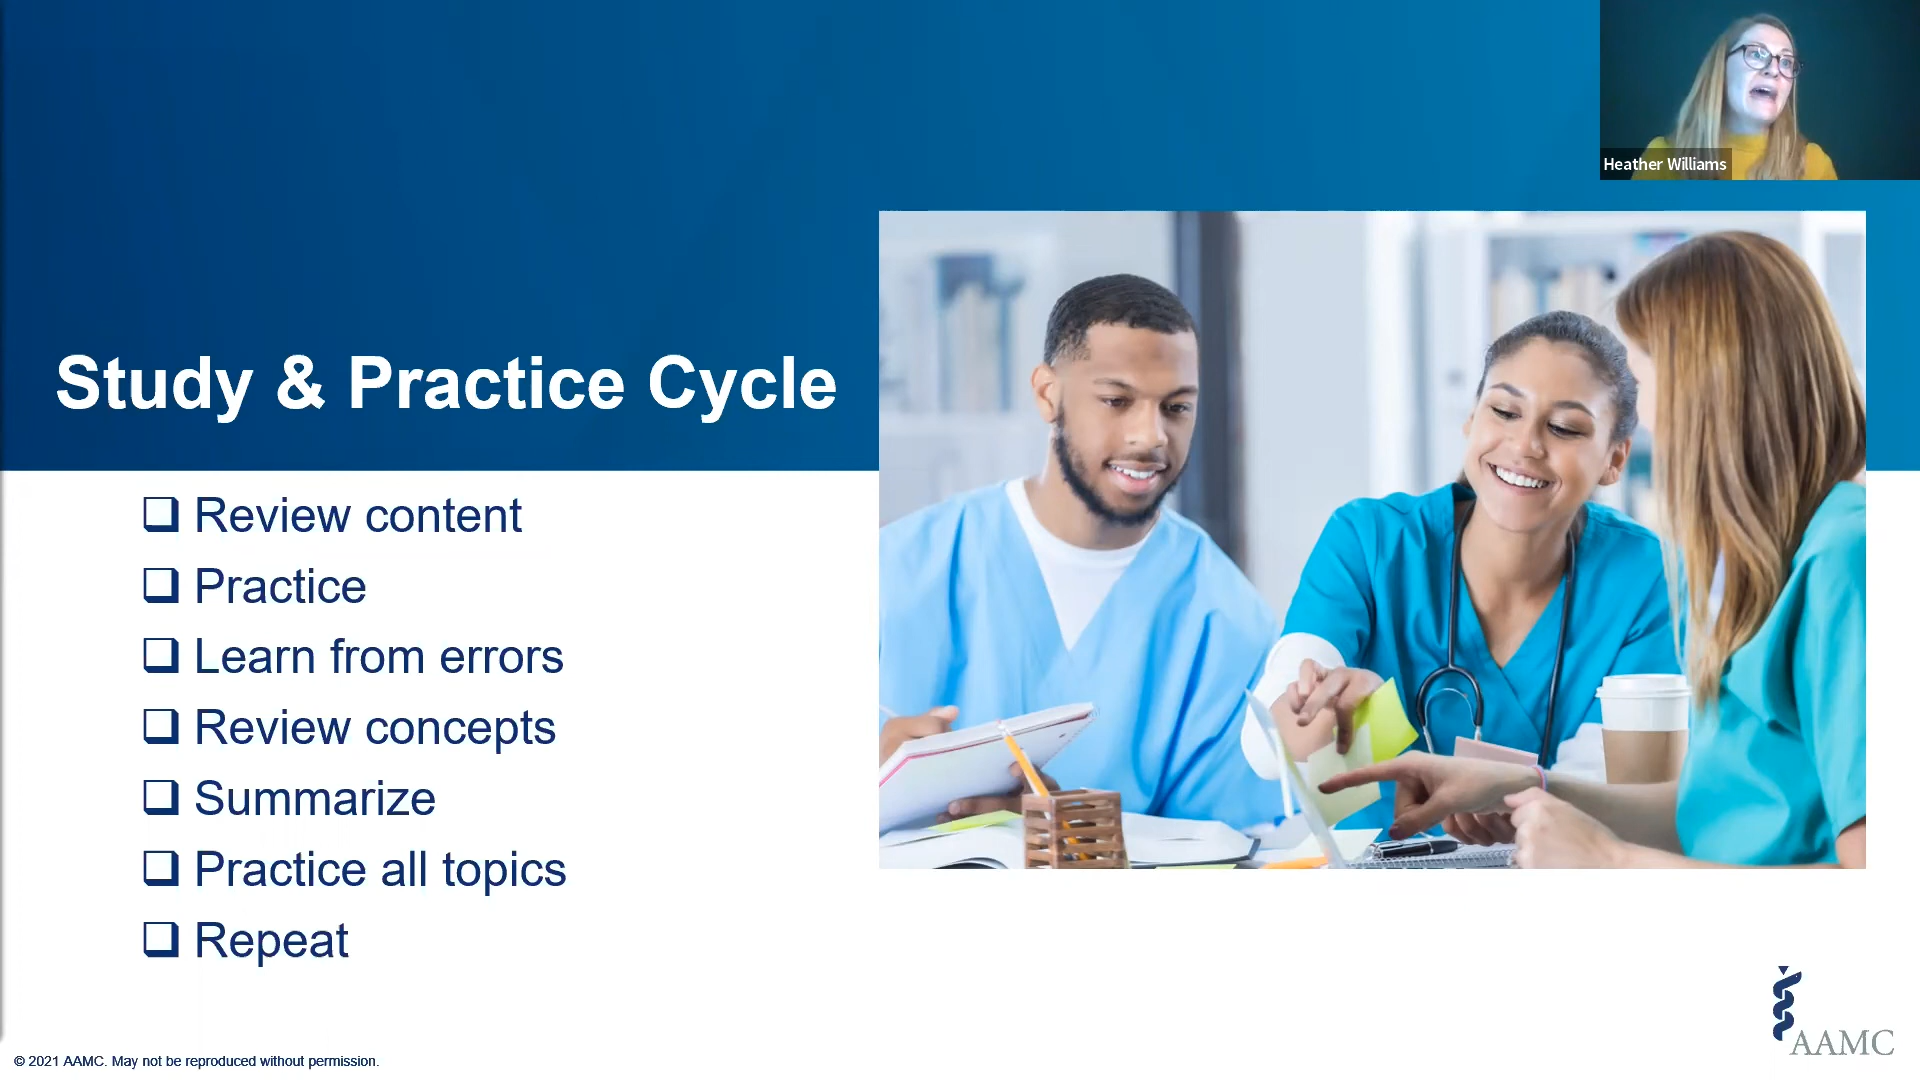 Heather Williams
Study & Practice Cycle
Review content
Practice
Learn from errors
Review concepts
Summarize
Practice all topics
Repeat
© 2021 AAMC. May not be reproduced without permission.
AAMC